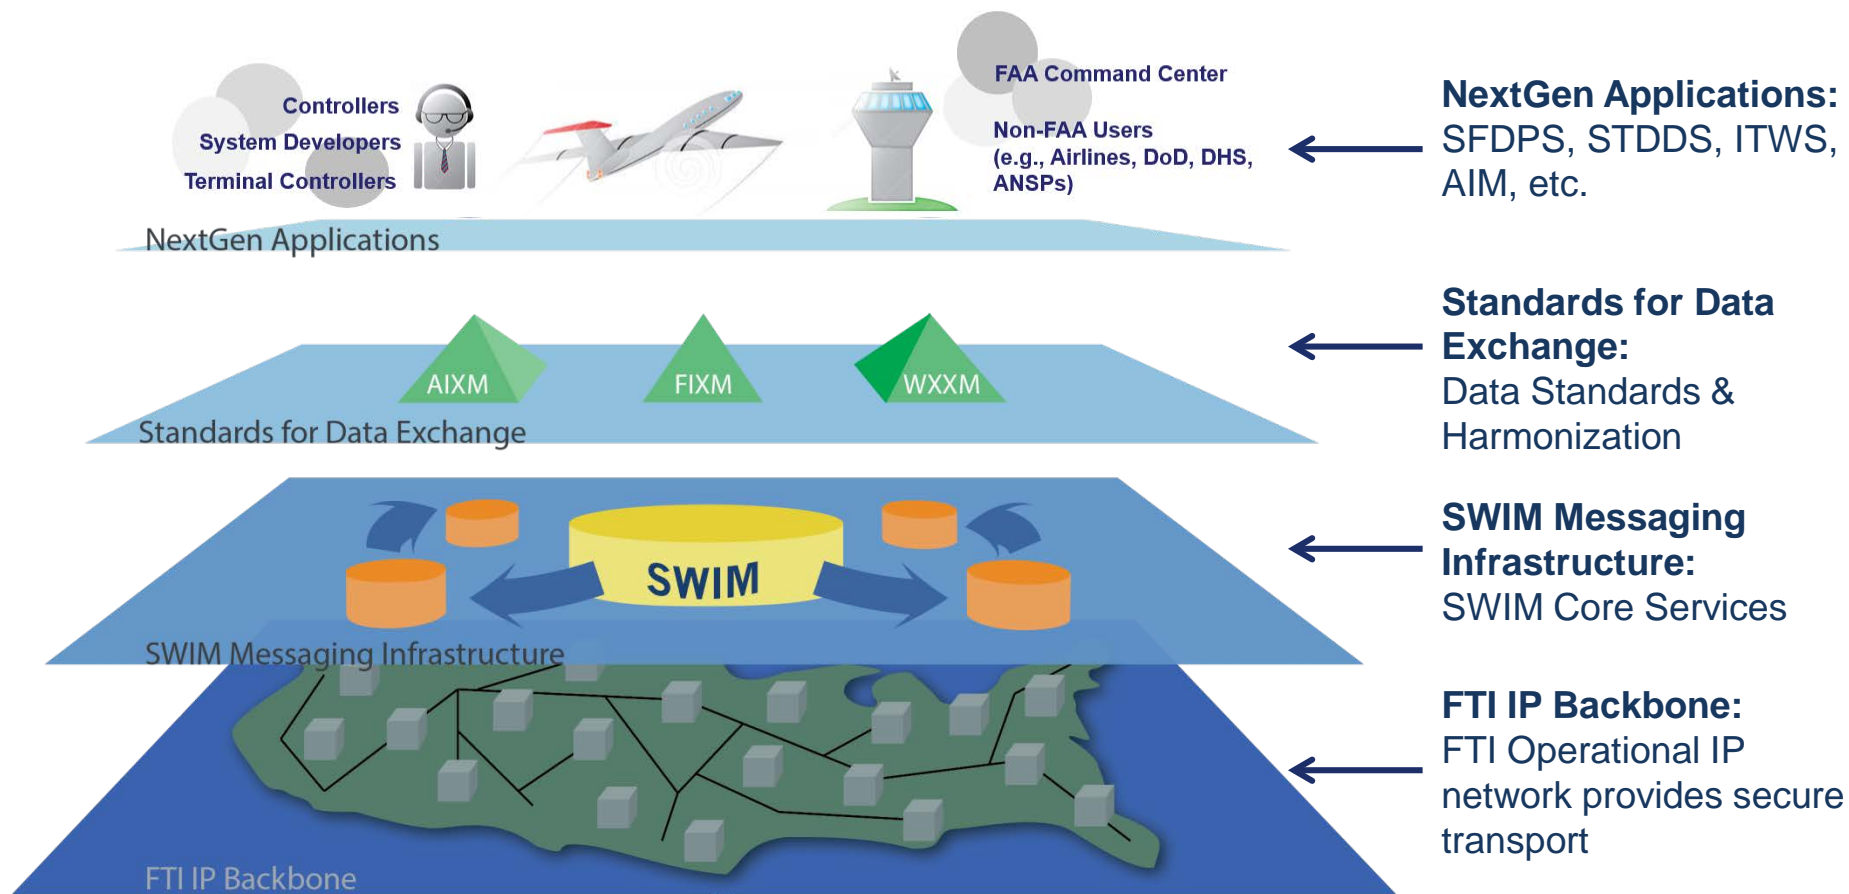 Controllers
System Developers
Terminal Controllers
FAA Command Center
Non-FAA Users
(e.g., Airlines, DoD, DHS,
ANSPs)
NextGen Applications
NextGen Applications:
SFDPS, STDDS, ITWS,
AIM, etc.
AIXM
FIXM
WXXM
Standards for Data Exchange
Standards for Data
Exchange:
Data Standards &
Harmonization
SWIM
SWIM Messaging Infrastructure
SWIM Messaging
Infrastructure:
SWIM Core Services
FTI IP Backbone
FTI IP Backbone:
FTI Operational IP
network provides secure
transport